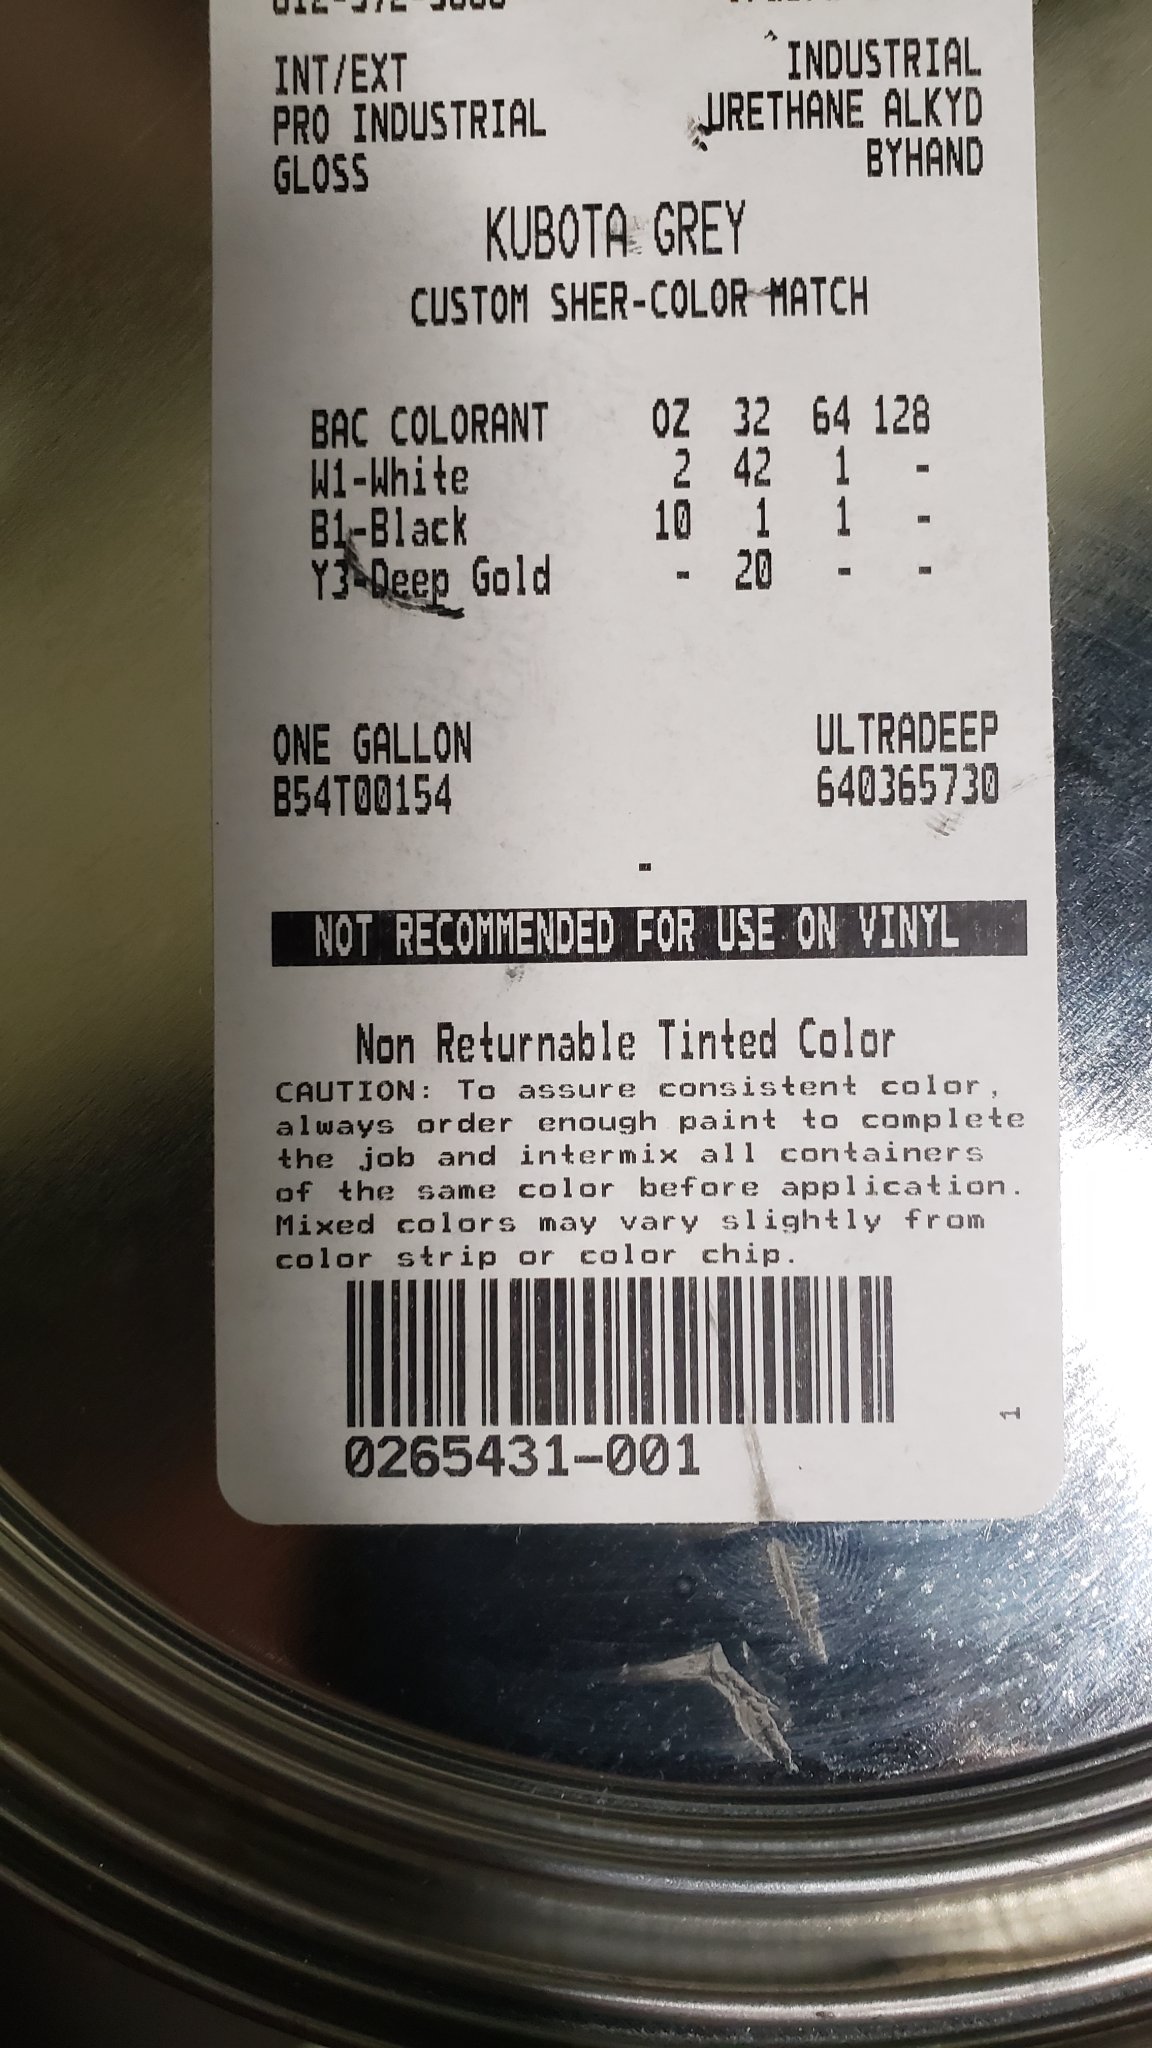 INT/EXT INDUSTRIAL
PRO INDUSTRIAL URETHANE ALKYD
GLOSS BYHAND
KUBOTA GREY
CUSTOM SHER-COLOR MATCH
BAC COLORANT OZ 32 64 128
W1-White 2 42 1 -
B1-Black 10 1 1 -
Y3-Deep Gold - 20 - -
ONE GALLON ULTRADEEP
B54T00154 640365730
-
NOT RECOMMENDED FOR USE ON VINYL
Non Returnable Tinted Color
CAUTION: To assure consistent color,
always order enough paint to complete
the job and intermix all containers
of the same color before application.
Mixed colors may vary slightly from
color strip or color chip.
1
0265431-001